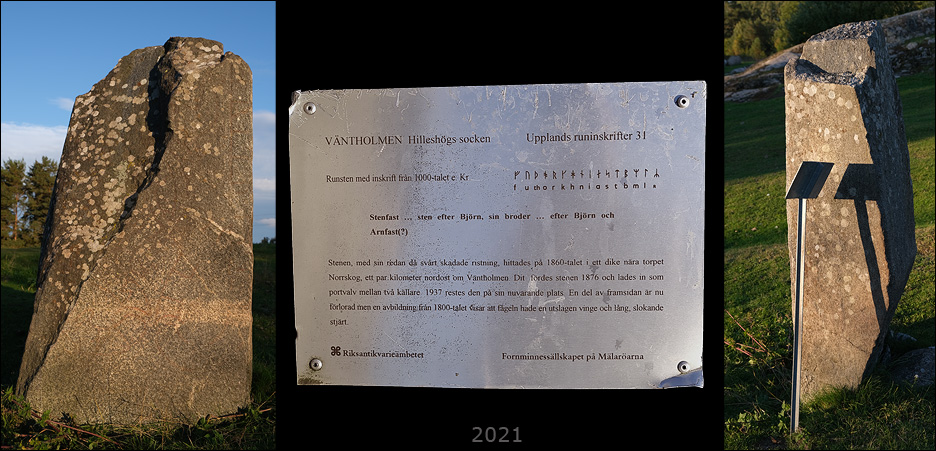 VÄNTHOLMEN Hilleshögs socken Upplands runinskrifter 31
Runsten med inskrift från 1000-talet e. Kr. ᚠ ᚢ ᚦ ᚬ ᚱ ᚴ ᚼ ᚾ ᛁ ᛅ ᛋ ᛏ ᛒ ᛘ ᛚ ᛦ
f u th o r k h n i a s t b m l R
Stenfast ... sten efter Björn, sin broder ... efter Björn och
Arnfast(?)
Stenen, med sin redan då svårt skadade ristning, hittades på 1860-talet i ett dike nära torpet
Norrskog, ett par kilometer nordost om Väntholmen. Dit fördes stenen 1876 och lades in som
portvalv mellan två källare. 1937 restes den på sin nuvarande plats. En del av framsidan är nu
förlorad men en avbildning från 1800-talet visar att fågeln hade en utslagen vinge och lång, slokande
stjärt.
⌘ Riksantikvarieämbetet Fornminnessällskapet på Mälaröarna
2021